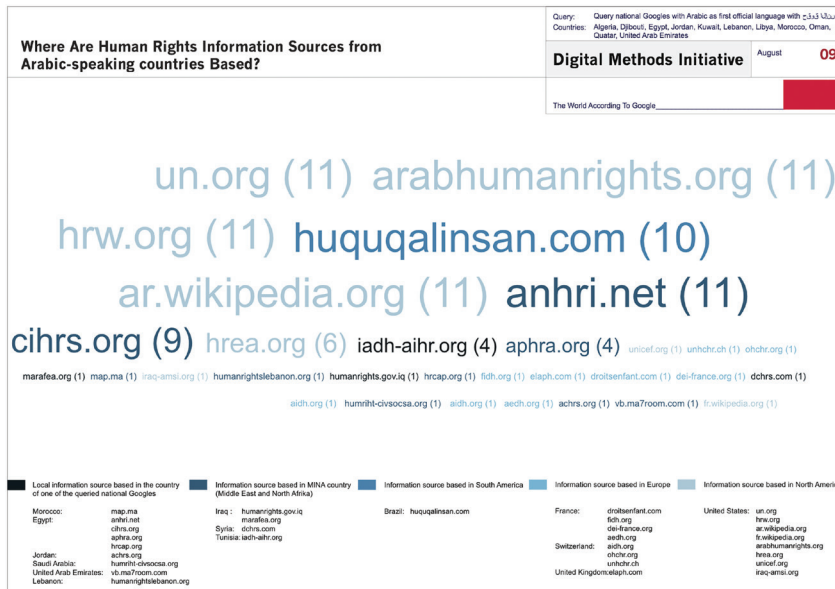 Query: Query national Googles with Arabic as first official language with
Countries: Algeria, Djibouti, Egypt, Jordan, Kuwait, Lebanon, Libya, Morocco, Oman,
Quatar, United Arab Emirates
Where Are Human Rights Information Sources from
Arabic-speaking countries Based?
Digital Methods Initiative
August 09
The World According To Google
un.org (11) arabhumanrights.org (11)
hrw.org (11) huquqalinsan.com (10)
ar.wikipedia.org (11) anhri.net (11)
cihrs.org (9) hrea.org (6) iadh-aihr.org (4) aphra.org (4) unicef.org (1) unhchr.ch (1) ohchr.org (1)
marafea.org (1) map.ma (1) iraq-amsi.org (1) humanrightslebanon.org (1) humanrights.gov.iq (1) hrcap.org (1) fidh.org (1) elaph.com (1) droitsenfant.com (1) dei-france.org (1) dchrs.com (1)
aidh.org (1) humriht-civsocsa.org (1) aidh.org (1) aedh.org (1) achrs.org (1) vb.ma7room.com (1) fr.wikipedia.org (1)
Local information source based in the country
of one of the queried national Googles
Morocco: map.ma
Egypt: anhri.net
cihrs.org
aphra.org
hrcap.org
Jordan: achrs.org
Saudi Arabia: humriht-civsocsa.org
United Arab Emirates: vb.ma7room.com
Lebanon: humanrightslebanon.org
Information source based in MINA country
(Middle East and North Africa)
Iraq : humanrights.gov.iq
marafea.org
Syria: dchrs.com
Tunisia: iadh-aihr.org
Information source based in South America
Brazil: huquqalinsan.com
Information source based in Europe
France: droitsenfant.com
fidh.org
dei-france.org
aedh.org
Switzerland: aidh.org
ohchr.org
unhchr.ch
United Kingdom: elaph.com
Information source based in North Ameri
United States: un.org
hrw.org
ar.wikipedia.org
fr.wikipedia.org
arabhumanrights.org
hrea.org
unicef.org
iraq-amsi.org